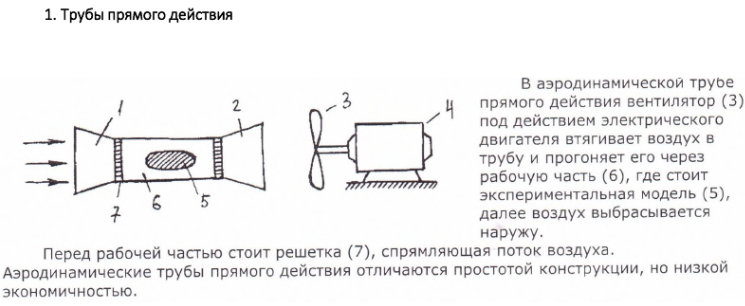 1. Трубы прямого действия
1
2
3
4
7
6
5
В аэродинамической трубе
прямого действия вентилятор (3)
под действием электрического
двигателя втягивает воздух в
трубу и прогоняет его через
рабочую часть (6), где стоит
экспериментальная модель (5),
далее воздух выбрасывается
наружу.
Перед рабочей частью стоит решетка (7), спрямляющая поток воздуха.
Аэродинамические трубы прямого действия отличаются простотой конструкции, но низкой
экономичностью.